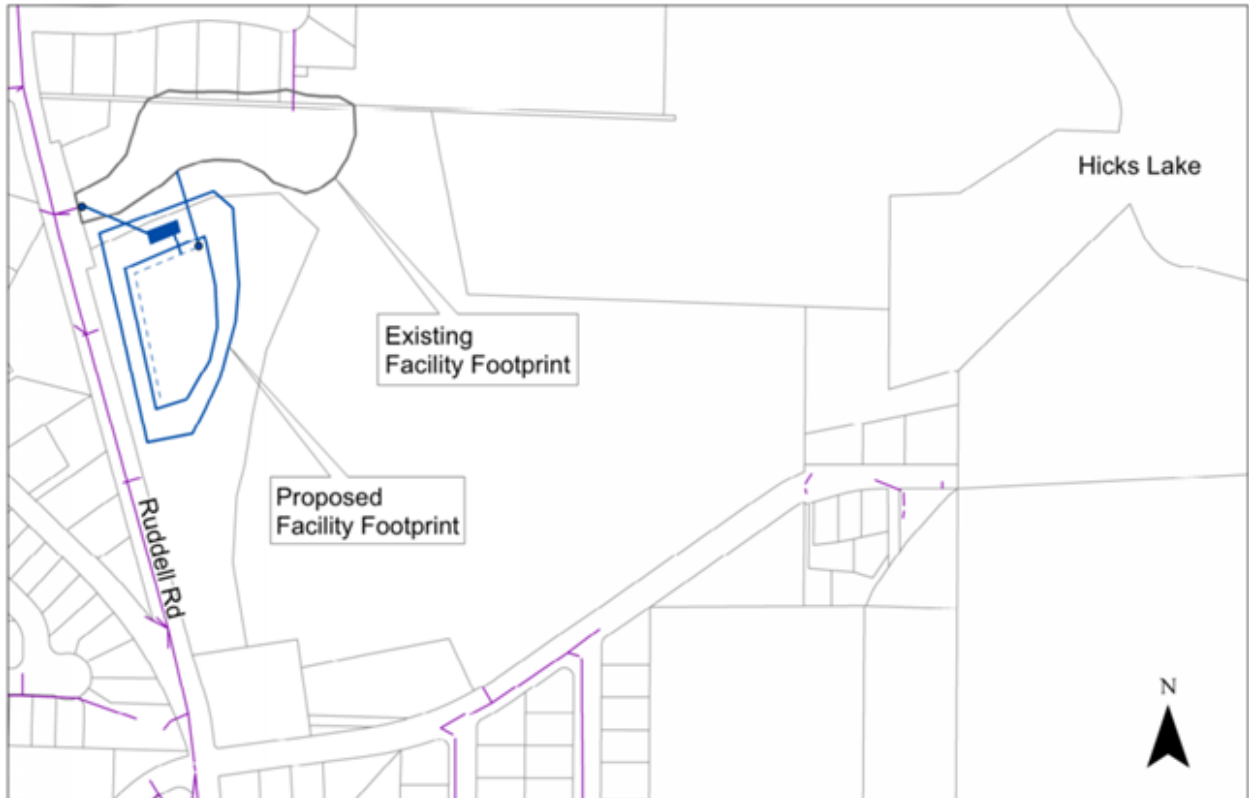 Hicks Lake
Existing
Facility Footprint
Proposed
Facility Footprint
Ruddell Rd
N